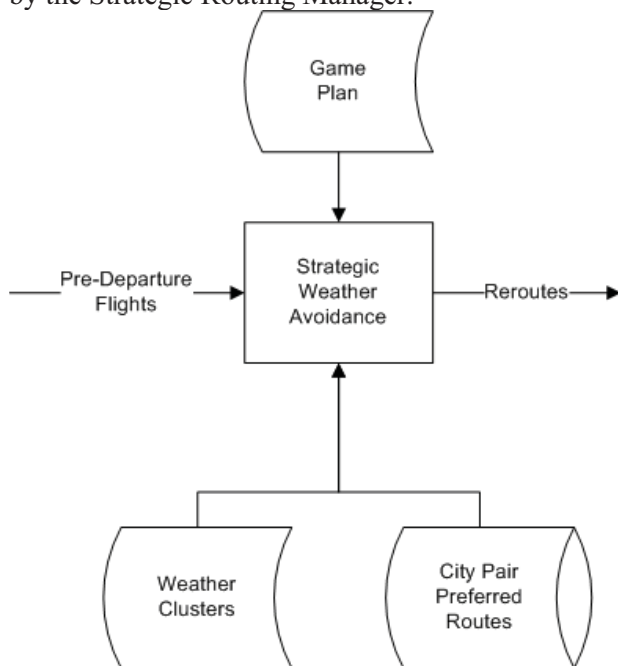 by the Strategic Routing Manager.
Game
Plan
Pre-Departure
Flights
Strategic
Weather
Avoidance
Reroutes
Weather
Clusters
City Pair
Preferred
Routes